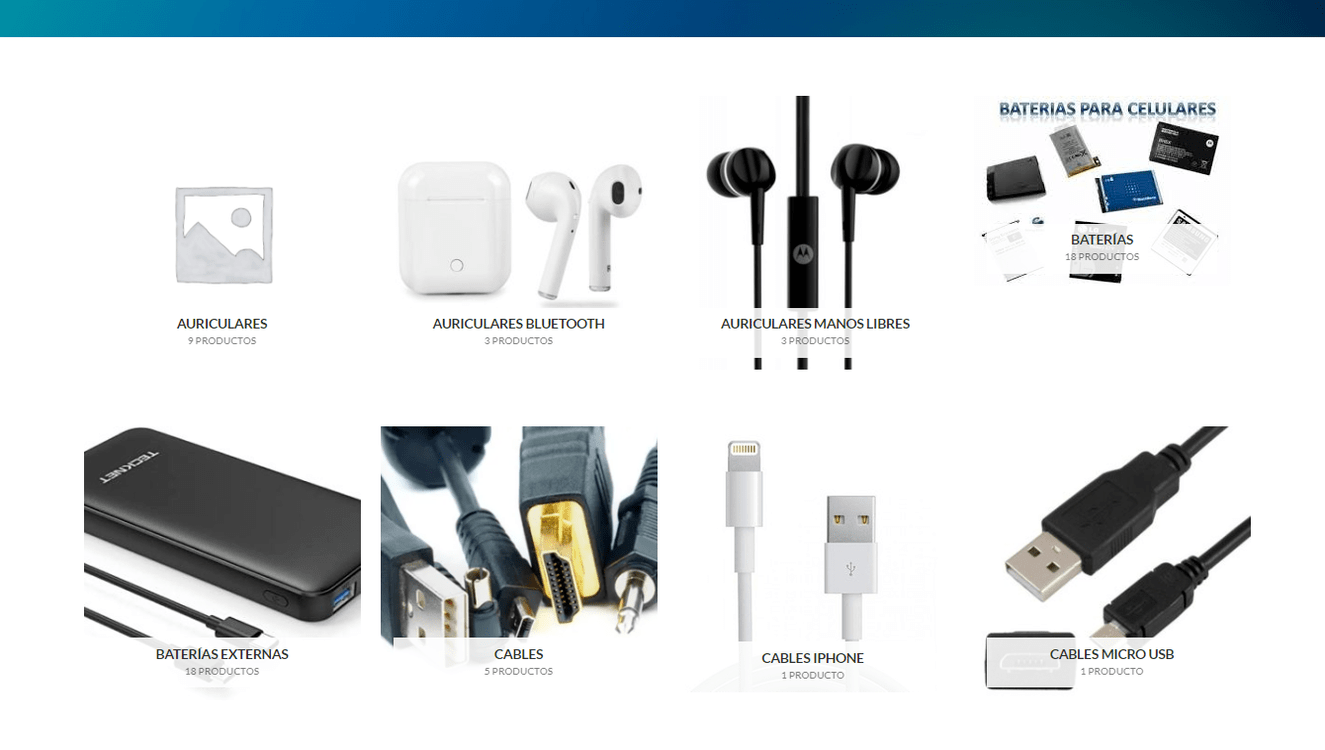 BATERIAS PARA CELULARES
AURICULARES
9 PRODUCTOS
AURICULARES BLUETOOTH
3 PRODUCTOS
AURICULARES MANOS LIBRES
3 PRODUCTOS
BATERÍAS
18 PRODUCTOS
TECKNET
BATERÍAS EXTERNAS
18 PRODUCTOS
CABLES
5 PRODUCTOS
CABLES IPHONE
1 PRODUCTO
CABLES MICRO USB
1 PRODUCTO